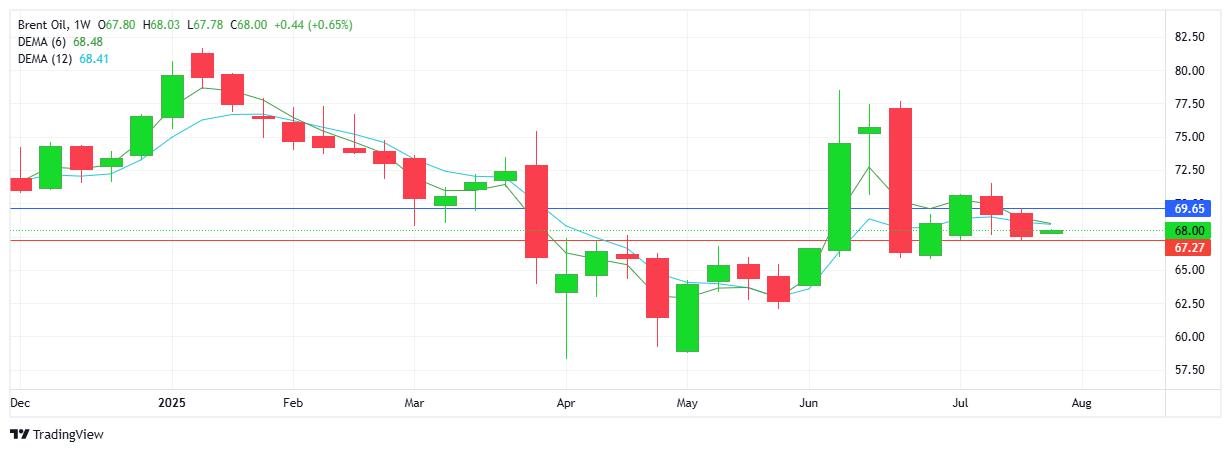 Brent Oil, 1W O67.80 H68.03 L67.78 C68.00 +0.44 (+0.65%)
DEMA (6) 68.48
DEMA (12) 68.41
82.50
80.00
77.50
75.00
72.50
69.65
68.00
67.27
65.00
62.50
60.00
57.50
Dec 2025 Feb Mar Apr May Jun Jul Aug
TradingView